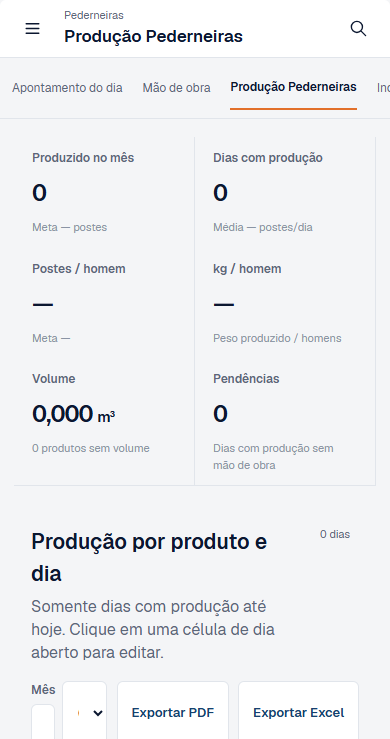 Pederneiras
Produção Pederneiras
Apontamento do dia
Mão de obra
Produção Pederneiras
Produzido no mês
0
Meta — postes
Dias com produção
0
Média — postes/dia
Postes / homem
—
Meta —
kg / homem
—
Peso produzido / homens
Volume
0,000 m³
0 produtos sem volume
Pendências
0
Dias com produção sem
mão de obra
Produção por produto e
dia
0 dias
Somente dias com produção até
hoje. Clique em uma célula de dia
aberto para editar.
Mês
Exportar PDF
Exportar Excel